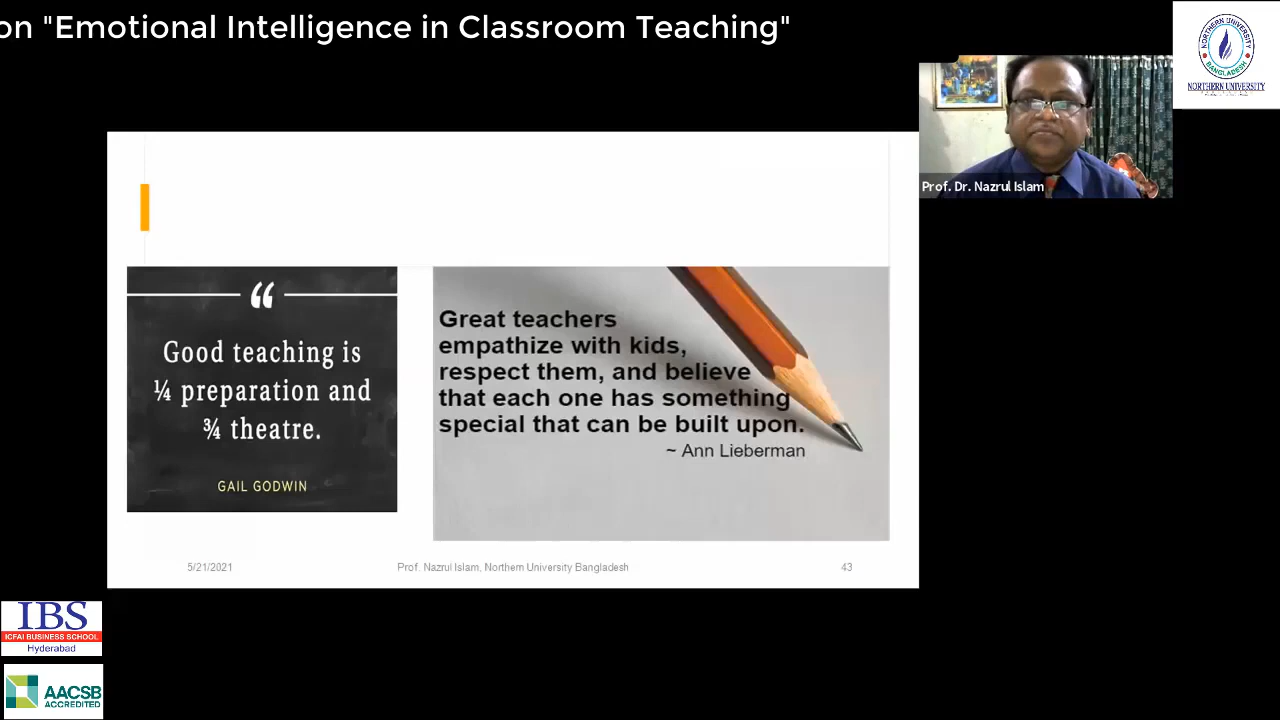 on "Emotional Intelligence in Classroom Teaching"
NORTHERN UNIVERSITY
BANGLADESH
NORTHERN UNIVERSITY
Prof. Dr. Nazrul Islam
“
Good teaching is
¼ preparation and
¾ theatre.
GAIL GODWIN
Great teachers
empathize with kids,
respect them, and believe
that each one has something
special that can be built upon.
~ Ann Lieberman
5/21/2021
Prof. Nazrul Islam, Northern University Bangladesh
43
IBS
ICFAI BUSINESS SCHOOL
Hyderabad
AACSB
ACCREDITED